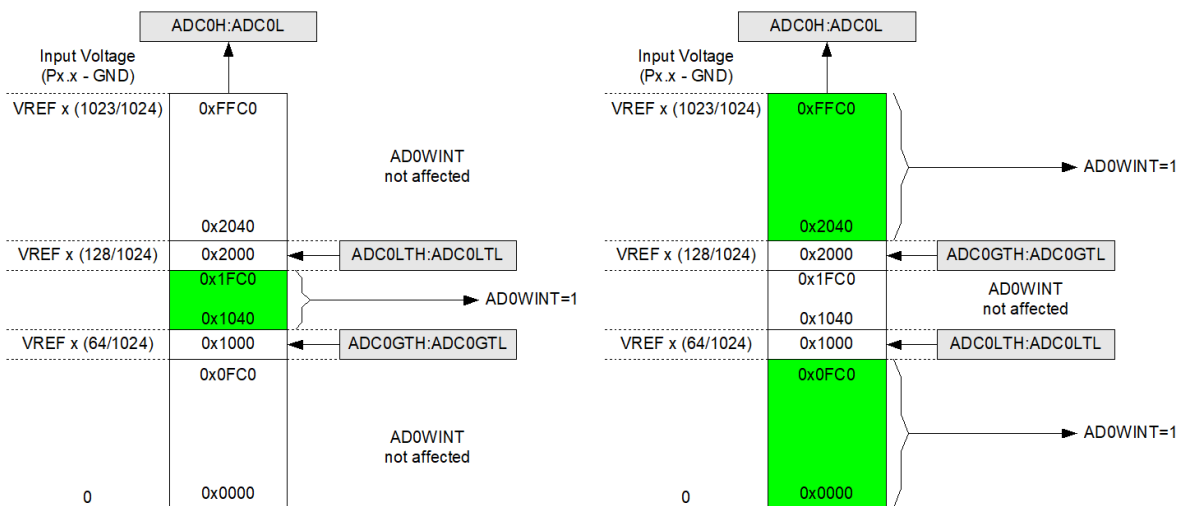 ADC0H:ADC0L
Input Voltage
(Px.x - GND)
VREF x (1023/1024)
0xFFC0
AD0WINT
not affected
0x2040
VREF x (128/1024)
0x2000
ADC0LTH:ADC0LTL
0x1FC0
AD0WINT=1
0x1040
VREF x (64/1024)
0x1000
ADC0GTH:ADC0GTL
0x0FC0
AD0WINT
not affected
0
0x0000
ADC0H:ADC0L
Input Voltage
(Px.x - GND)
VREF x (1023/1024)
0xFFC0
AD0WINT=1
0x2040
VREF x (128/1024)
0x2000
ADC0GTH:ADC0GTL
0x1FC0
AD0WINT
not affected
0x1040
VREF x (64/1024)
0x1000
ADC0LTH:ADC0LTL
0x0FC0
AD0WINT=1
0
0x0000